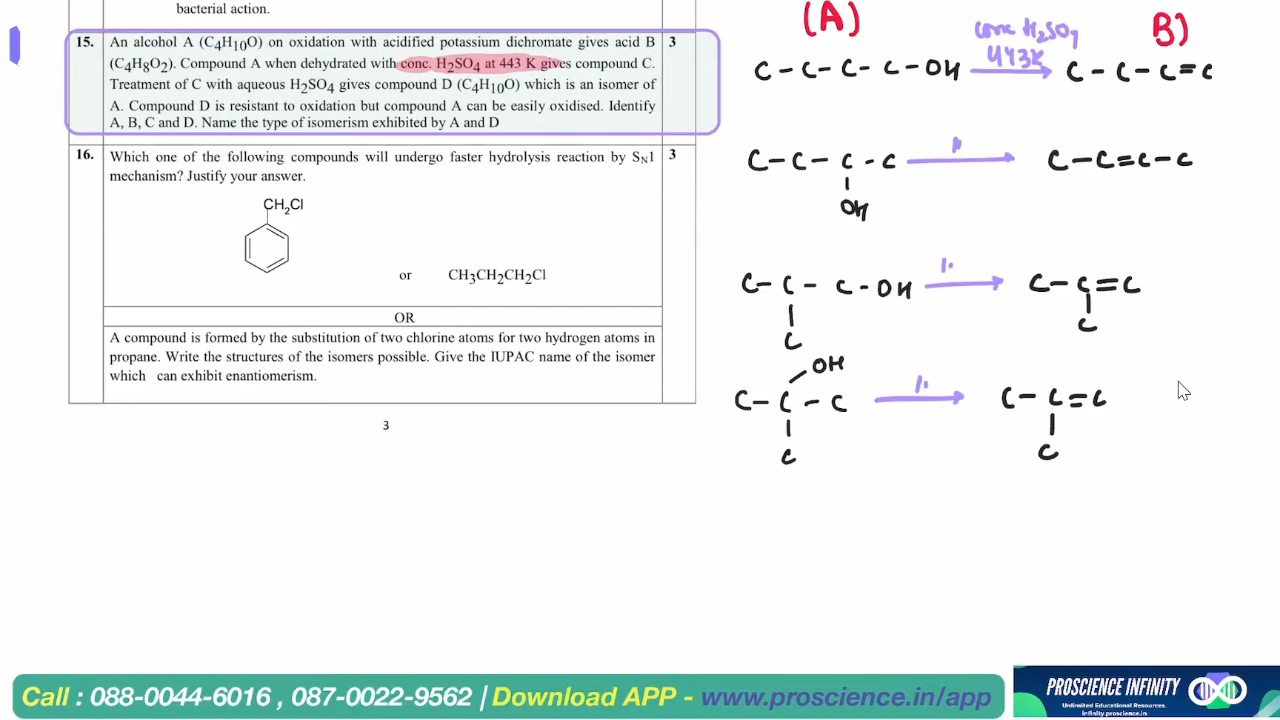 bacterial action.
15. An alcohol A (C4H10O) on oxidation with acidified potassium dichromate gives acid B 3
(C4H8O2). Compound A when dehydrated with conc. H2SO4 at 443 K gives compound C.
Treatment of C with aqueous H2SO4 gives compound D (C4H10O) which is an isomer of
A. Compound D is resistant to oxidation but compound A can be easily oxidised. Identify
A, B, C and D. Name the type of isomerism exhibited by A and D
16. Which one of the following compounds will undergo faster hydrolysis reaction by SN1 3
mechanism? Justify your answer.
CH2Cl
or CH3CH2CH2Cl
OR
A compound is formed by the substitution of two chlorine atoms for two hydrogen atoms in
propane. Write the structures of the isomers possible. Give the IUPAC name of the isomer
which can exhibit enantiomerism.
3
(A) B)
conc H2SO4
443K
C - C - C - C - OH C - C - C = C
C - C - C - C C - C = C - C
OH
C - C - C - OH C - C = C
C C
OH
C - C - C C - C = C
C C
Call : 088-0044-6016 , 087-0022-9562 | Download APP - www.proscience.in/app
PROSCIENCE INFINITY
Unlimited Educational Resources.
infinity.proscience.in